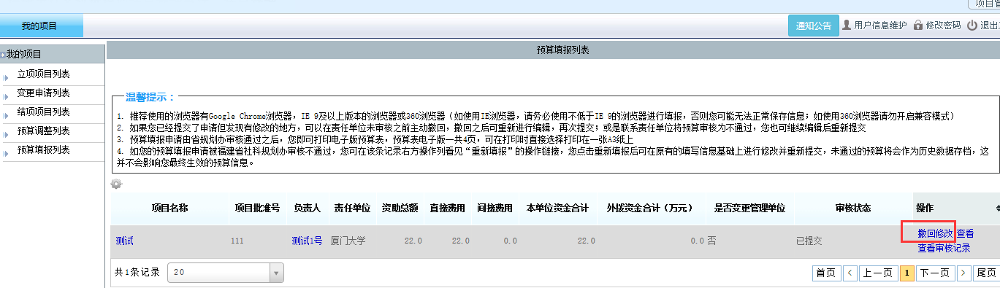 项目管
我的项目
通知公告 用户信息维护 修改密码 退出
我的项目
立项项目列表
变更申请列表
结项项目列表
预算调整列表
预算填报列表
预算填报列表
温馨提示：
1. 推荐使用的浏览器有Google Chrome浏览器，IE 9及以上版本的浏览器或360浏览器（如使用IE浏览器，请务必使用不低于IE 9的浏览器进行填报，否则您可能无法正常保存信息；如使用360浏览器请勿开启兼容模式）
2. 如果您已经提交了申请但发现有修改的地方，可以在责任单位未审核之前主动撤回，撤回之后可重新进行编辑，再次提交；或是联系责任单位将预算审核为不通过，您也可继续编辑后重新提交
3. 预算填报申请由省规划办审核通过之后，您即可打印电子版预算表，预算表电子版一共4页，可在打印时直接选择打印在一张A3纸上
4. 如您的预算填报申请被福建省社科规划办审核不通过，您可在该条记录右方操作列看见“重新填报”的操作链接，您点击重新填报后可在原有的填写信息基础上进行修改并重新提交，未通过的预算将会作为历史数据存档，这
并不会影响您最终生效的预算信息。
项目名称 项目批准号 负责人 责任单位 资助总额 直接费用 间接费用 本单位资金合计 外拨资金合计（万元） 是否变更管理单位 审核状态 操作
测试 111 测试1号 厦门大学 22.0 22.0 0.0 22.0 0.0 否 已提交 撤回修改 查看
查看审核记录
共1条记录 20 首页 < 上一页 1 下一页 > 尾页